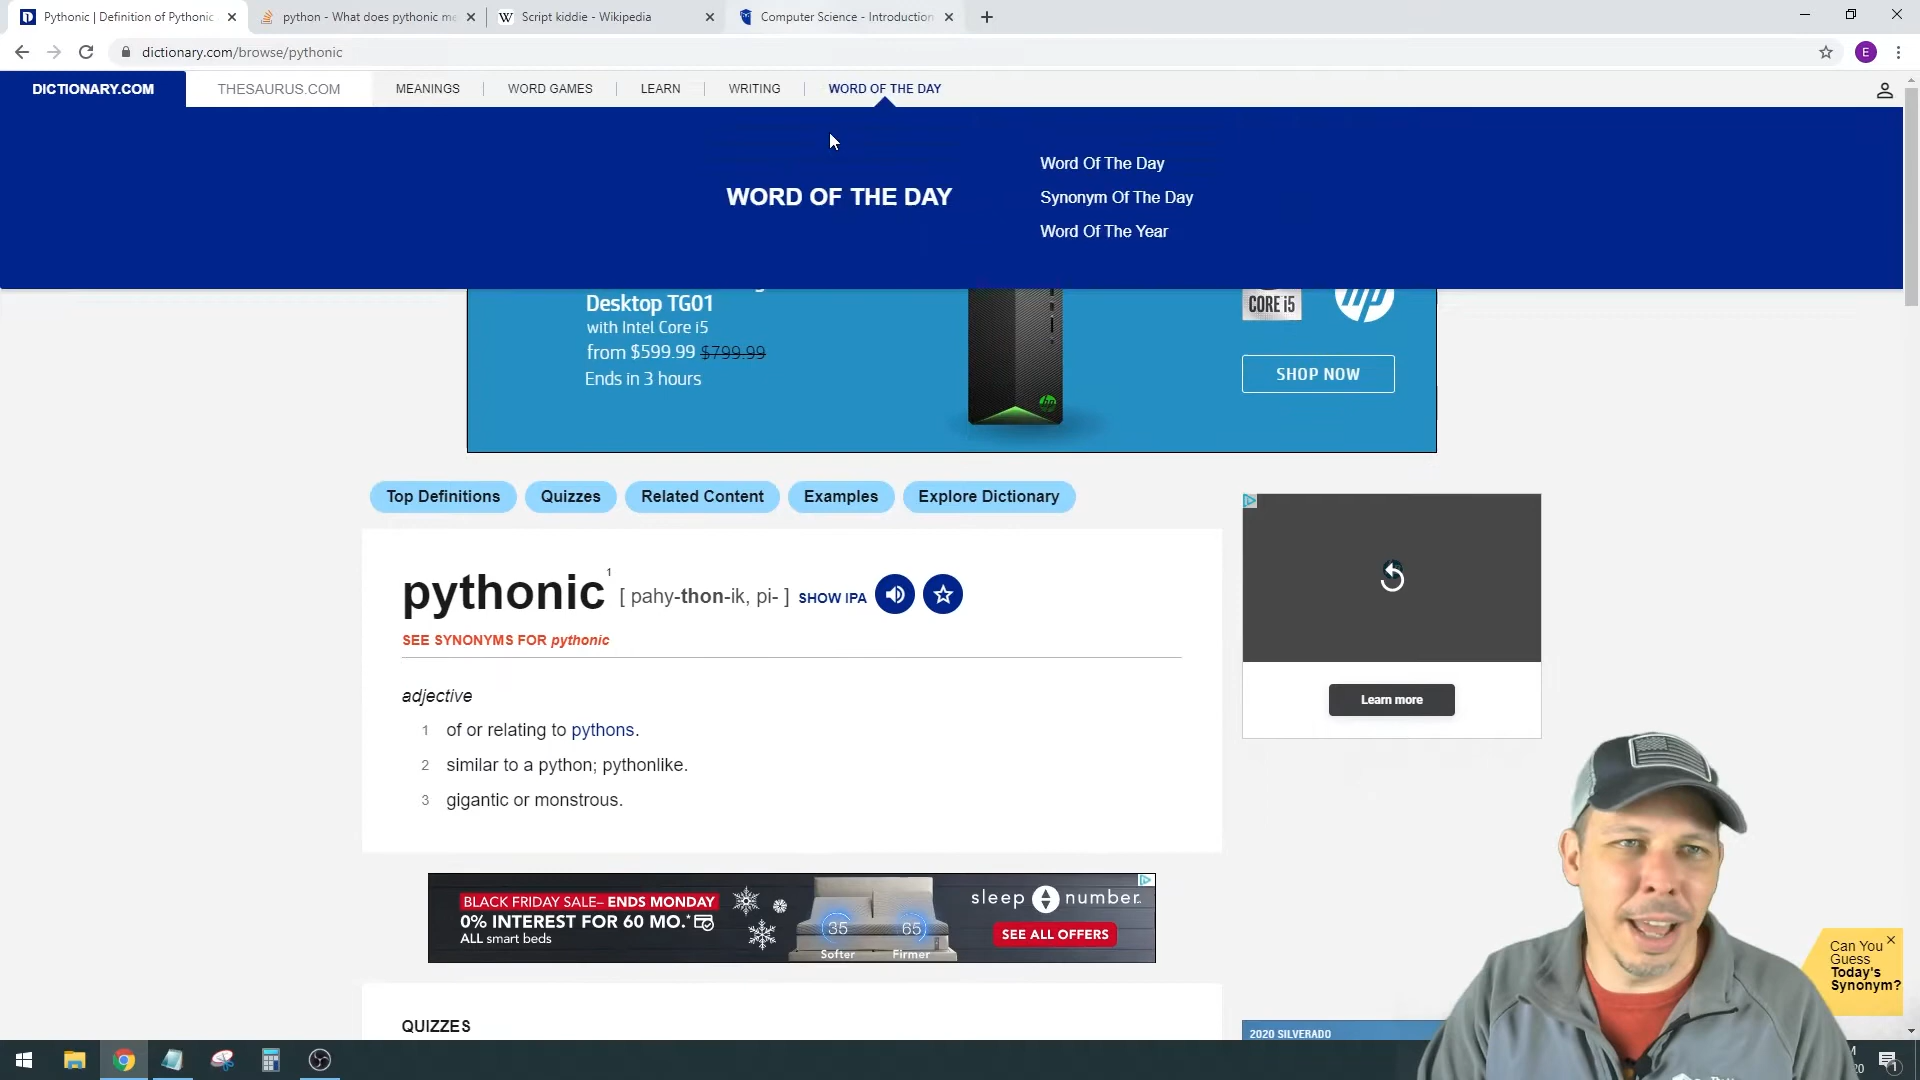 Pythonic | Definition of Pythonic
python - What does pythonic me
Script kiddie - Wikipedia
Computer Science - Introduction
dictionary.com/browse/pythonic
E
DICTIONARY.COM
THESAURUS.COM
MEANINGS
WORD GAMES
LEARN
WRITING
WORD OF THE DAY
WORD OF THE DAY
Word Of The Day
Synonym Of The Day
Word Of The Year
Desktop TG01
with Intel Core i5
from $599.99 $799.99
Ends in 3 hours
CORE i5
hp
SHOP NOW
Top Definitions
Quizzes
Related Content
Examples
Explore Dictionary
pythonic1 [ pahy-thon-ik, pi- ] SHOW IPA
SEE SYNONYMS FOR pythonic
adjective
1 of or relating to pythons.
2 similar to a python; pythonlike.
3 gigantic or monstrous.
Learn more
BLACK FRIDAY SALE– ENDS MONDAY
0% INTEREST FOR 60 MO.*
ALL smart beds
35
Softer
65
Firmer
sleep number.
SEE ALL OFFERS
Can You
Guess
Today's
Synonym?
QUIZZES
2020 SILVERADO